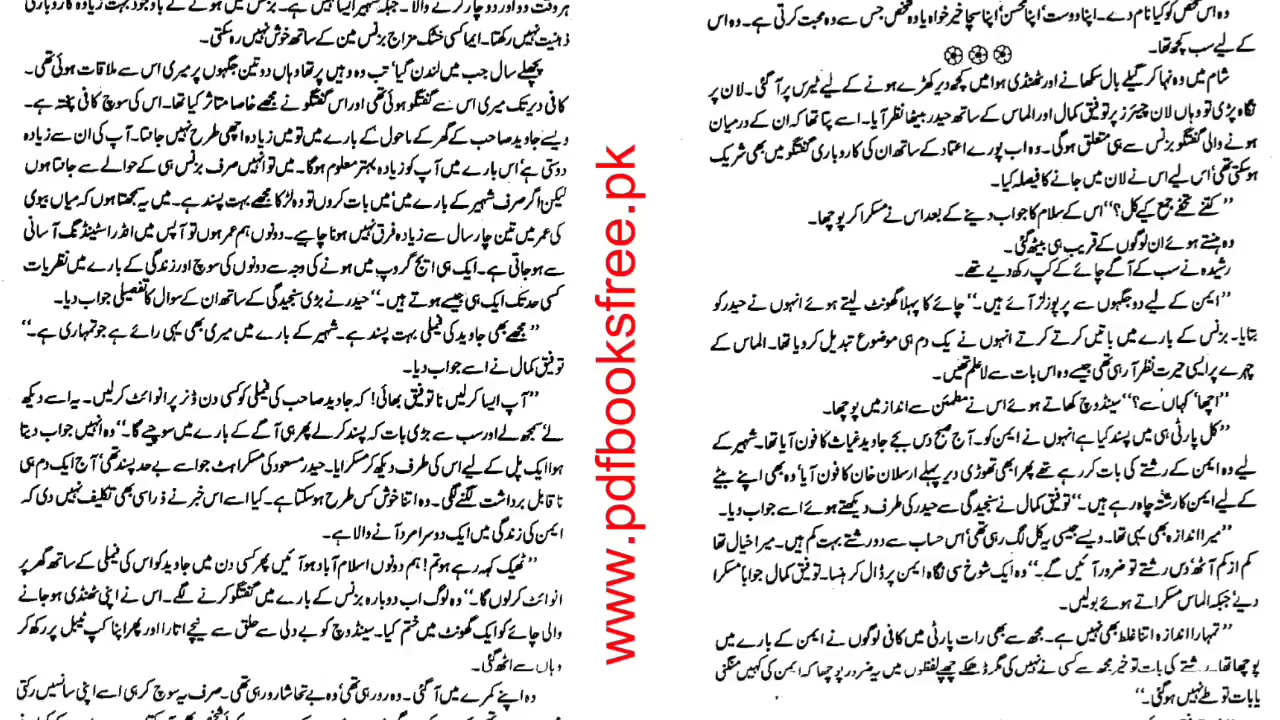 وہ اس شخص کو کیا نام دے۔ اپنا دوست‘ اپنا محسن‘ اپنا سچا خیر خواہ یا وہ شخص جس سے وہ محبت کرتی ہے۔ وہ اس
کے لیے سب کچھ تھا۔
شام میں وہ نہا کر گیلے بال سکھانے اور ٹھنڈی ہوا میں کچھ دیر کھڑے ہونے کے لیے ٹیرس پر آ گئی۔ لان پر
نگاہ پڑی تو وہاں لان چیئرز پر توفیق کمال اور الماس کے ساتھ حیدر بیٹھا نظر آیا۔ اسے پتا تھا کہ ان کے درمیان
ہونے والی گفتگو بزنس سے ہی متعلق ہو گی۔ وہ اب پورے اعتماد کے ساتھ ان کی کاروباری گفتگو میں بھی شریک
ہو سکتی تھی‘ اس لیے اس نے لان میں جانے کا فیصلہ کیا۔
”کتنے تحفے جمع کیے کل؟“ اس کے سلام کا جواب دینے کے بعد اس نے مسکرا کر پوچھا۔
وہ ہنستے ہوئے ان لوگوں کے قریب ہی بیٹھ گئی۔
رشیدہ نے سب کے آگے چائے کے کپ رکھ دیے تھے۔
”ایمن کے لیے دو جگہوں سے پرپوزلز آئے ہیں۔“ چائے کا پہلا گھونٹ لیتے ہوئے انہوں نے حیدر کو
بتایا۔ بزنس کے بارے میں باتیں کرتے کرتے انہوں نے یک دم ہی موضوع تبدیل کر دیا تھا۔ الماس کے
چہرے پر ایسی حیرت نظر آ رہی تھی جیسے وہ اس بات سے لاعلم تھیں۔
”اچھا‘ کہاں سے؟“ سینڈوچ کھاتے ہوئے اس نے مطمئن سے انداز میں پوچھا۔
”کل پارٹی ہی میں پسند کیا ہے انہوں نے ایمن کو۔ آج صبح دس بجے جاوید غیاث کا فون آیا تھا۔ شہیر کے
لیے وہ ایمن کے رشتے کی بات کر رہے تھے پھر ابھی تھوڑی دیر پہلے ارسلان خان کا فون آیا‘ وہ بھی اپنے بیٹے
کے لیے ایمن کا رشتہ چاہ رہے ہیں۔“ توفیق کمال نے سنجیدگی سے حیدر کی طرف دیکھتے ہوئے اسے جواب دیا۔
”میرا اندازہ بھی یہی تھا۔ ویسے جیسی یہ کل لگ رہی تھی‘ اس حساب سے دو رشتے بہت کم ہیں۔ میرا خیال تھا
کم از کم آٹھ‘ دس رشتے تو ضرور آئیں گے۔“ وہ ایک شوخ سی نگاہ ایمن پر ڈال کر ہنسا۔ توفیق کمال جواباً مسکرا
دیے‘ جبکہ الماس مسکراتے ہوئے بولیں۔
”تمہارا اندازہ اتنا غلط بھی نہیں ہے۔ مجھ سے بھی رات پارٹی میں کافی لوگوں نے ایمن کے بارے میں
پوچھا تھا۔ رشتے کی بات تو خیر مجھ سے کسی نے نہیں کی مگر ڈھکے چھپے لفظوں میں یہ ضرور پوچھا کہ ایمن کی کہیں منگنی
یا بات تو طے نہیں ہو گئی۔“
www.pdfbooksfree.pk
ہر وقت دو اور دو چار کرنے والا۔ جبکہ شہیر ایسا نہیں ہے۔ بزنس میں ہونے کے باوجود بہت زیادہ کاروباری
ذہنیت نہیں رکھتا۔ ایما کسی خشک مزاج بزنس مین کے ساتھ خوش نہیں رہ سکتی۔
پچھلے سال جب میں لندن گیا‘ تب وہ وہیں پر تھا وہاں دو تین جگہوں پر میری اس سے ملاقات ہوئی تھی۔
کافی دیر تک میری اس سے گفتگو ہوئی تھی اور اس گفتگو نے مجھے خاصا متاثر کیا تھا۔ اس کی سوچ کافی پختہ ہے۔
ویسے جاوید صاحب کے گھر کے ماحول کے بارے میں تو میں زیادہ اچھی طرح نہیں جانتا۔ آپ کی ان سے زیادہ
دوستی ہے‘ اس بارے میں آپ کو زیادہ بہتر معلوم ہو گا۔ میں تو انہیں صرف بزنس ہی کے حوالے سے جانتا ہوں
لیکن اگر صرف شہیر کے بارے میں‘ میں بات کروں تو وہ لڑکا مجھے بہت پسند ہے۔ میں یہ سمجھتا ہوں کہ میاں بیوی
کی عمر میں تین چار سال سے زیادہ فرق نہیں ہونا چاہیے۔ دونوں ہم عمر ہوں تو آپس میں انڈر اسٹینڈنگ آسانی
سے ہو جاتی ہے۔ ایک ہی ایج گروپ میں ہونے کی وجہ سے دونوں کی سوچ اور زندگی کے بارے میں نظریات
کسی حد تک ایک ہی جیسے ہوتے ہیں۔“ حیدر نے بڑی سنجیدگی کے ساتھ ان کے سوال کا تفصیلی جواب دیا۔
”مجھے بھی جاوید کی فیملی بہت پسند ہے۔ شہیر کے بارے میں میری بھی یہی رائے ہے جو تمہاری ہے۔“
توفیق کمال نے اسے جواب دیا۔
”آپ ایسا کر لیں نا توفیق بھائی! کہ جاوید صاحب کی فیملی کو کسی دن ڈنر پر انوائٹ کر لیں۔ یہ اسے دیکھ
لے‘ سمجھ لے اور سب سے بڑی بات کہ پسند کر لے پھر ہی آگے کے بارے میں سوچیے گا۔“ وہ انہیں جواب دیتا
ہوا ایک پل کے لیے اس کی طرف دیکھ کر مسکرایا۔ حیدر مسعود کی مسکراہٹ جو اسے بے حد پسند تھی‘ آج ایک دم ہی
ناقابل برداشت لگنے لگی۔ وہ اتنا خوش کس طرح ہو سکتا ہے۔ کیا اسے اس خبر نے ذرا سی بھی تکلیف نہیں دی کہ
ایمن کی زندگی میں ایک دوسرا مرد آنے والا ہے۔
”ٹھیک کہہ رہے ہو تم! ہم دونوں اسلام آباد ہو آئیں پھر کسی دن میں جاوید کو اس کی فیملی کے ساتھ گھر پر
انوائٹ کر لوں گا۔“ وہ لوگ اب دوبارہ بزنس کے بارے میں گفتگو کرنے لگے۔ اس نے اپنی ٹھنڈی ہو جانے
والی چائے کو ایک گھونٹ میں ختم کیا۔ سینڈوچ کو بے دلی سے حلق سے نیچے اتارا اور پھر اپنا کپ ٹیبل پر رکھ کر
وہاں سے اٹھ گئی۔
وہ اپنے کمرے میں آ گئی۔ وہ رو رہی تھی‘ وہ بے تحاشا رو رہی تھی۔ صرف یہ سوچ کر ہی اسے اپنی سانسیں رکتی